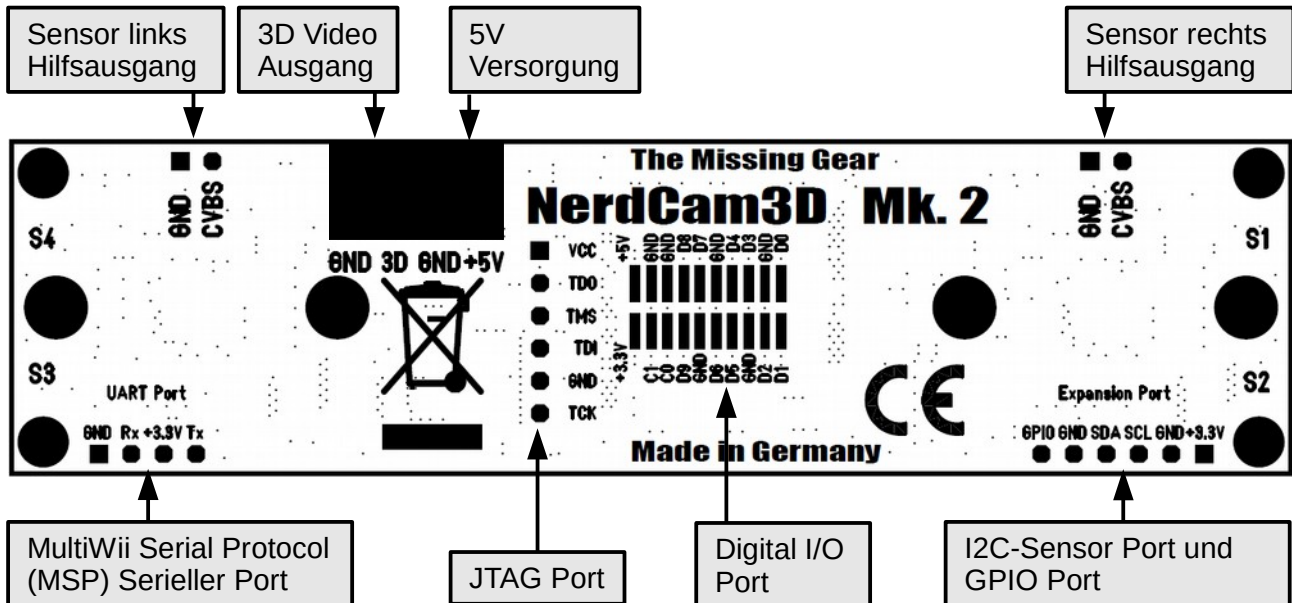 Sensor links
Hilfsausgang
3D Video
Ausgang
5V
Versorgung
Sensor rechts
Hilfsausgang
The Missing Gear
NerdCam3D Mk. 2
GND
CVBS
GND
CVBS
S4
S1
GND 3D GND+5V
VCC
TDO
TMS
TDI
GND
TCK
+5V
GND
GND
D8
D7
GND
D4
D3
GND
D0
+3.3V
C1
C0
D9
GND
D6
D5
GND
D2
D1
S3
S2
UART Port
GND Rx +3.3V Tx
CE
Expansion Port
GPIO GND SDA SCL GND+3.3V
Made in Germany
MultiWii Serial Protocol
(MSP) Serieller Port
JTAG Port
Digital I/O
Port
I2C-Sensor Port und
GPIO Port